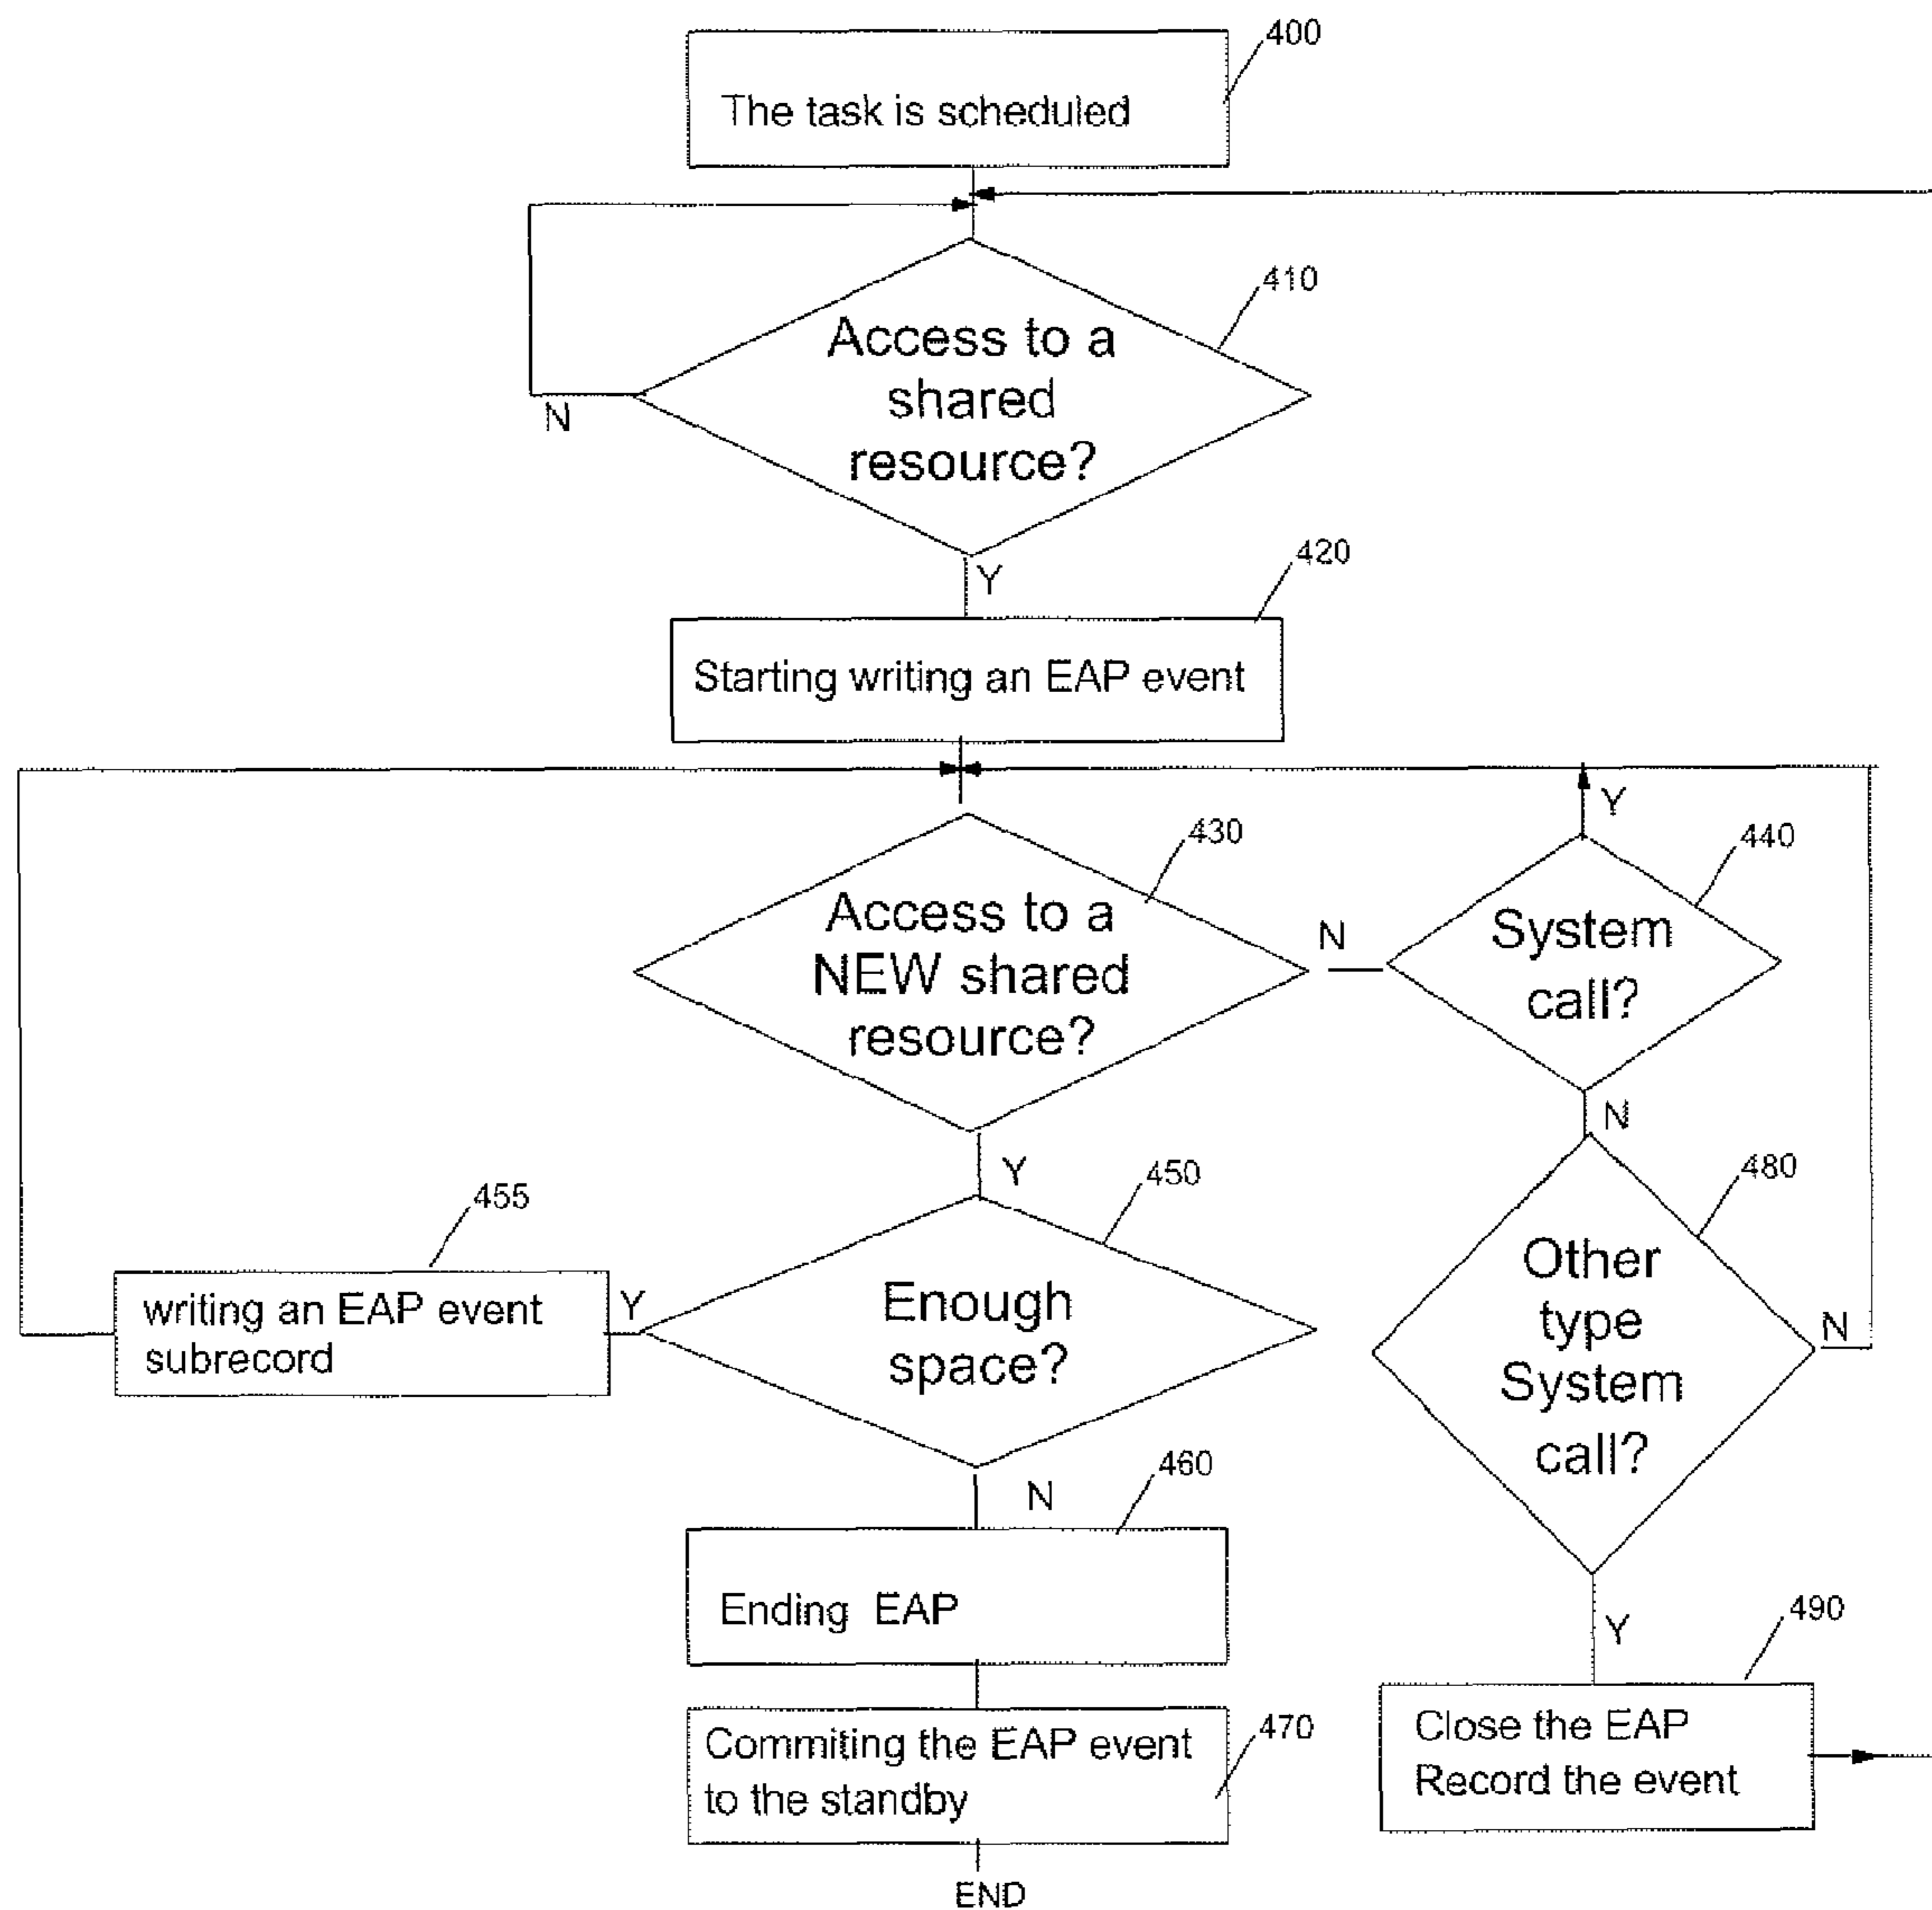 400
The task is scheduled
410
Access to a
shared
resource?
N
Y
420
Starting writing an EAP event
430
Access to a
NEW shared
resource?
N
Y
440
System
call?
Y
N
450
Enough
space?
Y
455
writing an EAP event
subrecord
N
480
Other
type
System
call?
N
Y
460
Ending EAP
470
Commiting the EAP event
to the standby
END
490
Close the EAP
Record the event